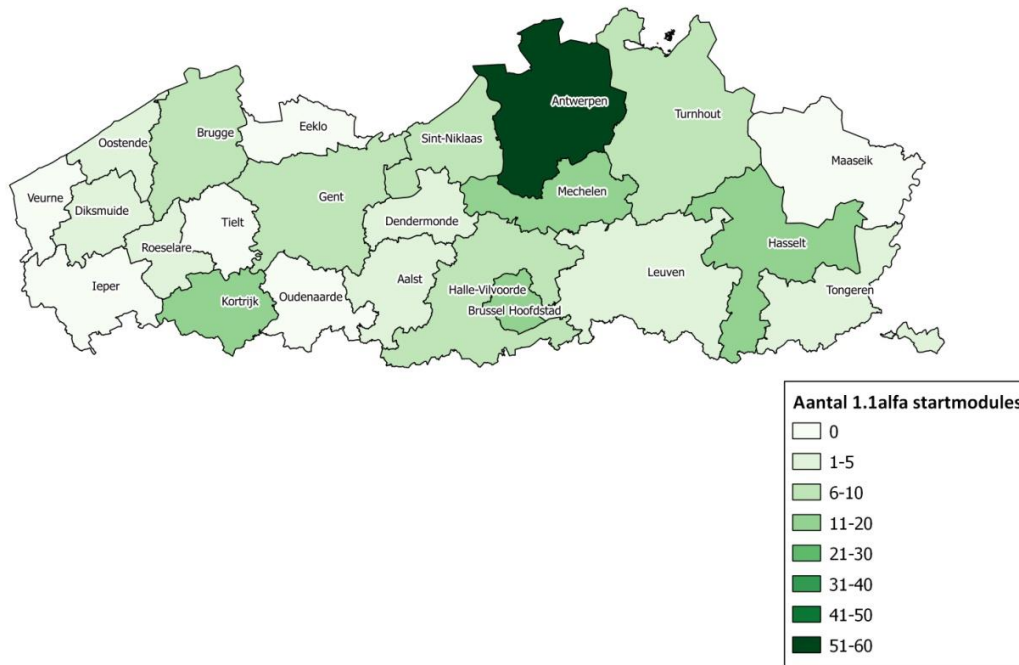 Antwerpen
Turnhout
Eeklo
Brugge
Oostende
Sint-Niklaas
Maaseik
Mechelen
Veurne
Gent
Diksmuide
Tielt
Dendermonde
Hasselt
Roeselare
Leuven
Aalst
Ieper
Halle-Vilvoorde
Tongeren
Oudenaarde
Kortrijk
Brussel Hoofdstad
Aantal 1.1alfa startmodules
0
1-5
6-10
11-20
21-30
31-40
41-50
51-60